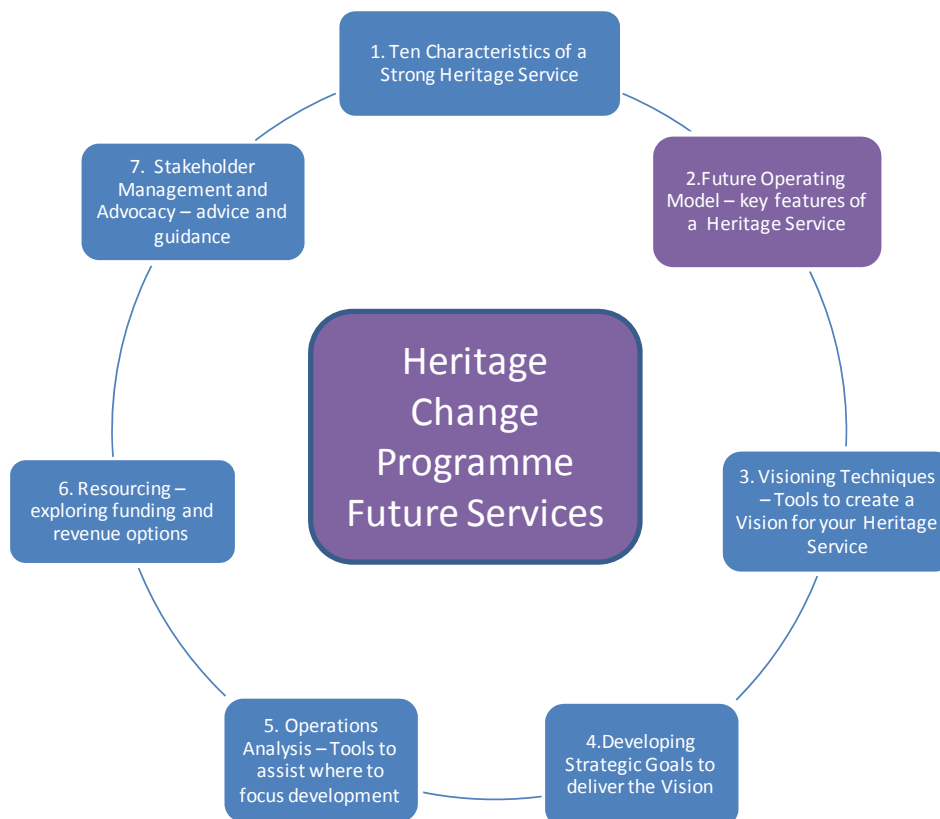 1. Ten Characteristics of a
Strong Heritage Service
2.Future Operating
Model – key features of
a Heritage Service
3. Visioning Techniques
– Tools to create a
Vision for your Heritage
Service
4.Developing
Strategic Goals to
deliver the Vision
5. Operations
Analysis – Tools to
assist where to
focus development
6. Resourcing –
exploring funding and
revenue options
7. Stakeholder
Management and
Advocacy – advice and
guidance
Heritage
Change
Programme
Future Services